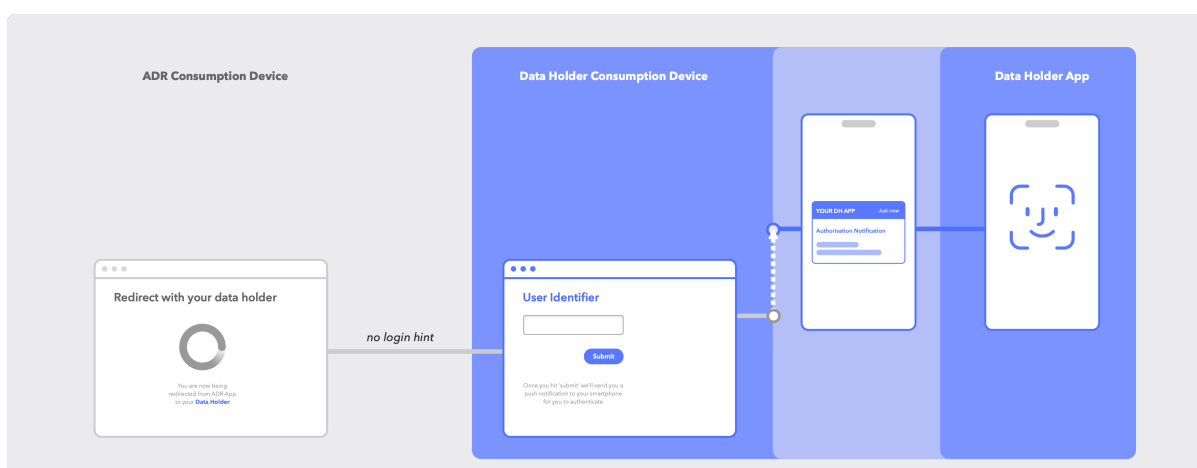 ADR Consumption Device
Data Holder Consumption Device
Data Holder App
YOUR DH APP Just now
Authorisation Notification
Redirect with your data holder
You are now being
redirected from ADR App
to your Data Holder
no login hint
User Identifier
Submit
Once you hit 'submit' we'll send you a
push notification to your smartphone
for you to authenticate